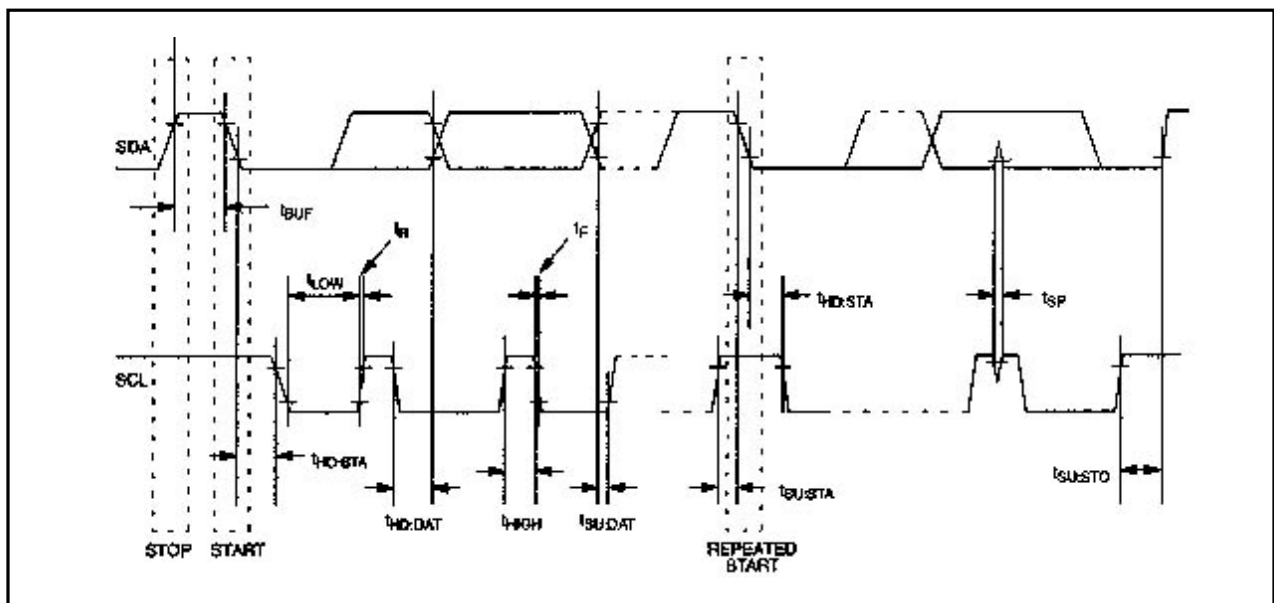 SDA
tBUF
tR
tF
tLOW
tHD:STA
tSP
SCL
tHD:STA
tSU:STA
tSU:STO
tHD:DAT
tHIGH
tSU:DAT
STOP
START
REPEATED
START